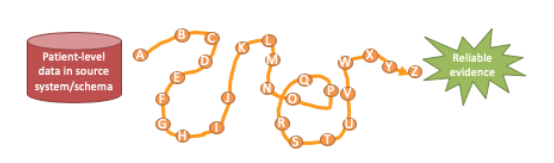 Patient-level
data in source
system/schema
A
B
C
D
E
F
G
H
I
J
K
L
M
N
O
P
Q
R
S
T
U
V
W
X
Y
Z
Reliable
evidence